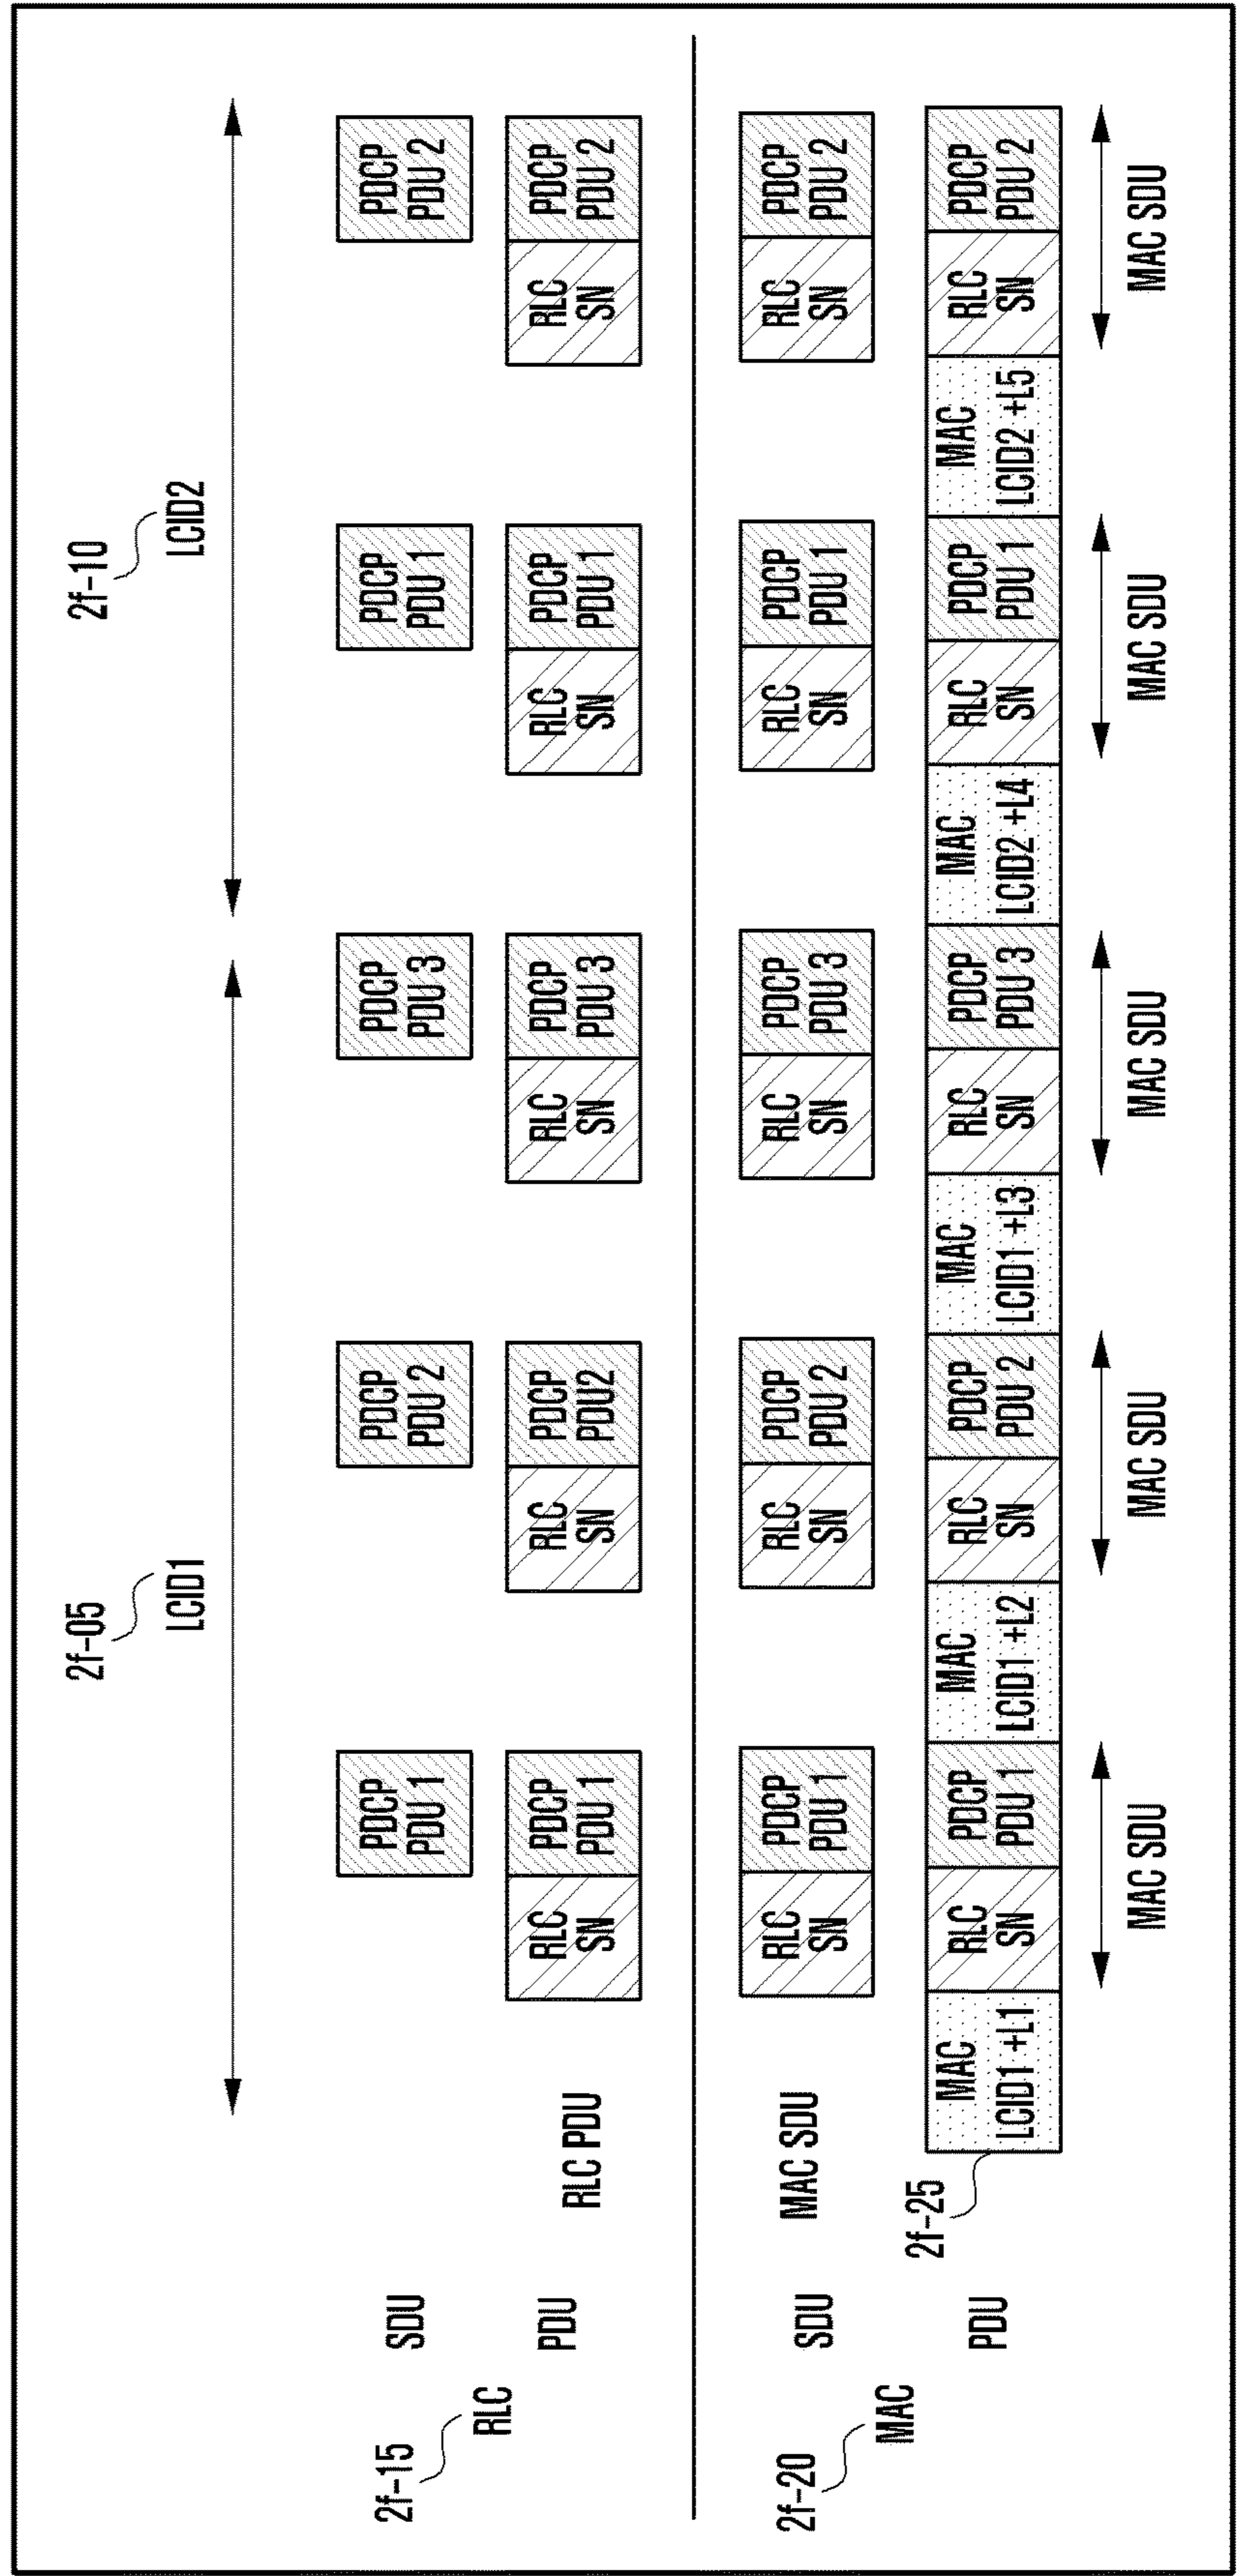 2f-05
LCID1
2f-10
LCID2
2f-15
RLC
SDU
PDCP
PDU 1
PDCP
PDU 2
PDCP
PDU 3
PDCP
PDU 1
PDCP
PDU 2
PDU
RLC PDU
RLC
SN
PDCP
PDU 1
RLC
SN
PDCP
PDU2
RLC
SN
PDCP
PDU 3
RLC
SN
PDCP
PDU 1
RLC
SN
PDCP
PDU 2
2f-20
MAC
SDU
MAC SDU
RLC
SN
PDCP
PDU 1
RLC
SN
PDCP
PDU 2
RLC
SN
PDCP
PDU 3
RLC
SN
PDCP
PDU 1
RLC
SN
PDCP
PDU 2
PDU
2f-25
MAC
LCID1 +L1
RLC
SN
PDCP
PDU 1
MAC
LCID1 +L2
RLC
SN
PDCP
PDU 2
MAC
LCID1 +L3
RLC
SN
PDCP
PDU 3
MAC
LCID2 +L4
RLC
SN
PDCP
PDU 1
MAC
LCID2 +L5
RLC
SN
PDCP
PDU 2
MAC SDU
MAC SDU
MAC SDU
MAC SDU
MAC SDU